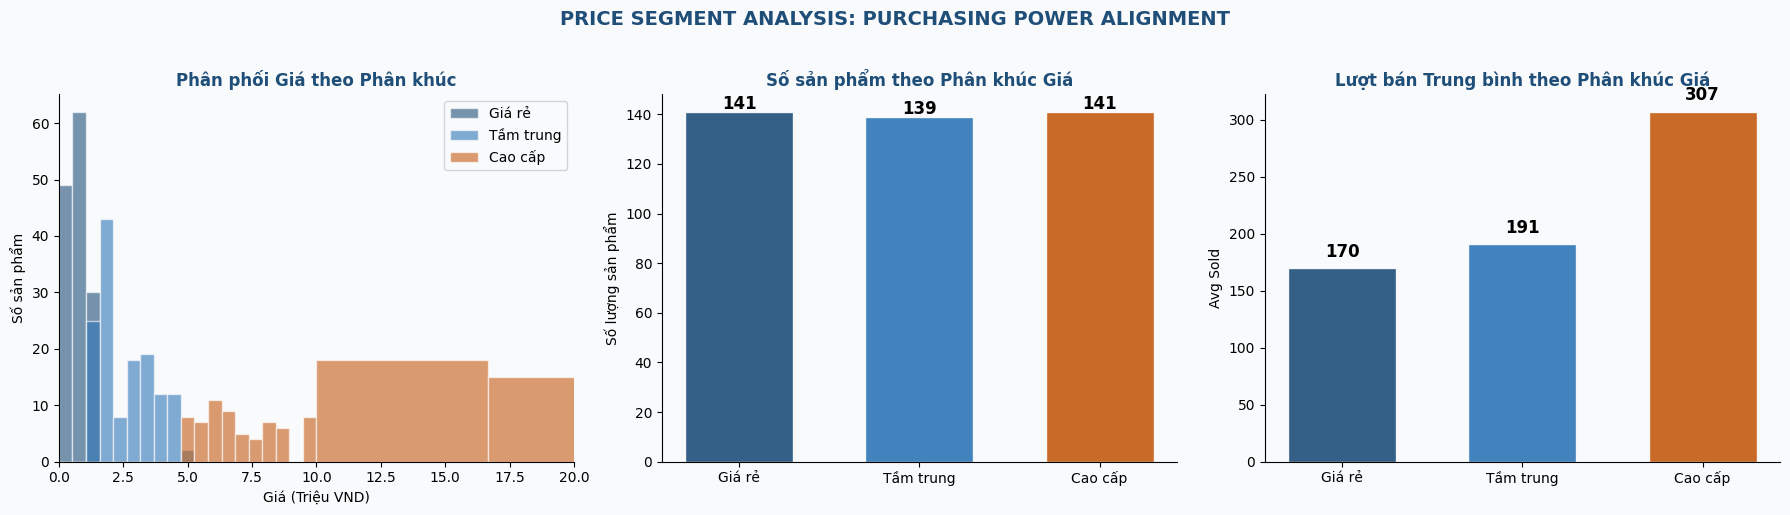 PRICE SEGMENT ANALYSIS: PURCHASING POWER ALIGNMENT
Phân phối Giá theo Phân khúc
Số sản phẩm
60
50
40
30
20
10
0
0.0 2.5 5.0 7.5 10.0 12.5 15.0 17.5 20.0
Giá (Triệu VND)
Giá rẻ
Tầm trung
Cao cấp
Số sản phẩm theo Phân khúc Giá
Số lượng sản phẩm
140
120
100
80
60
40
20
0
141 139 141
Giá rẻ Tầm trung Cao cấp
Lượt bán Trung bình theo Phân khúc Giá
Avg Sold
300
250
200
150
100
50
0
170 191 307
Giá rẻ Tầm trung Cao cấp